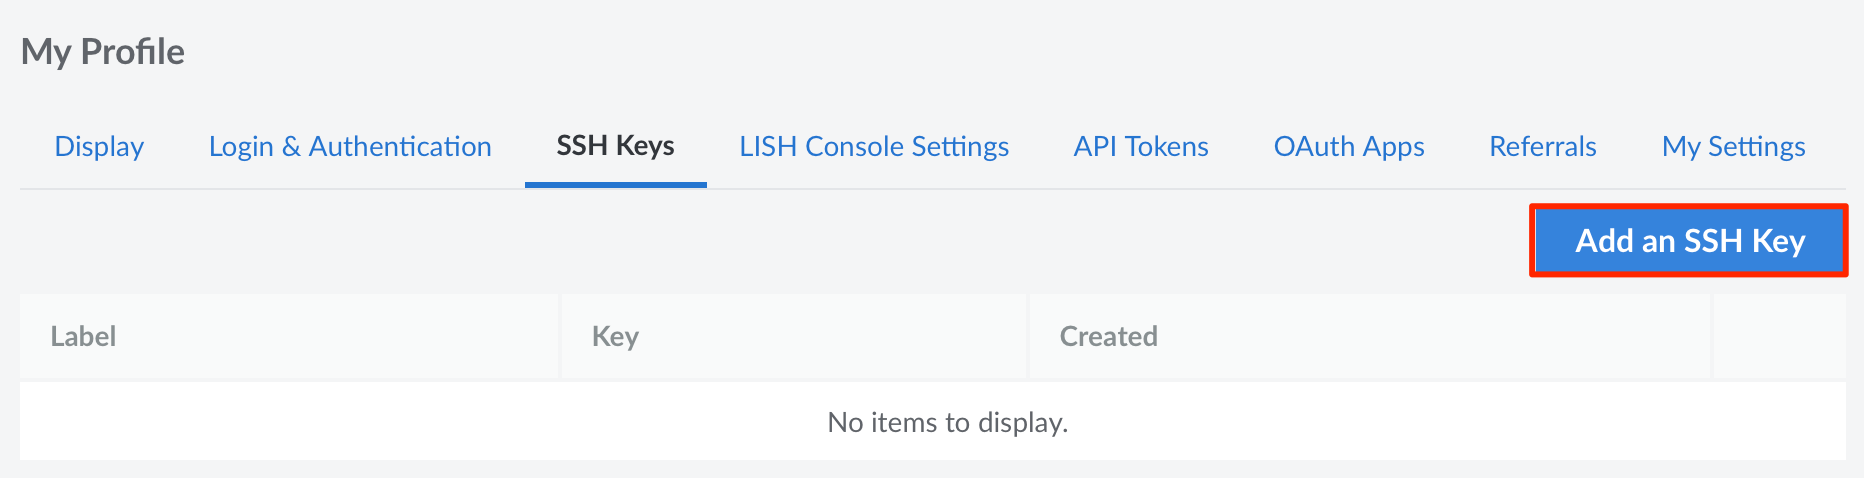 My Profile
Display Login & Authentication SSH Keys LISH Console Settings API Tokens OAuth Apps Referrals My Settings
Add an SSH Key
Label Key Created
No items to display.